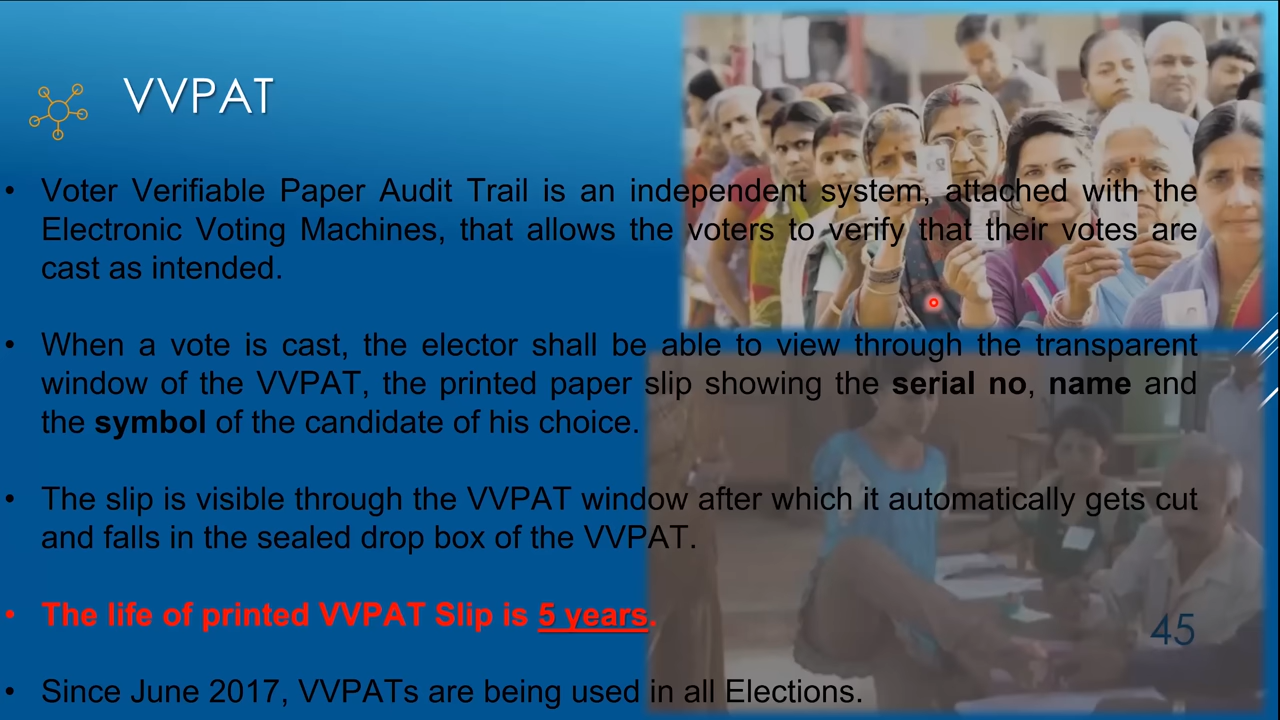 VVPAT
• Voter Verifiable Paper Audit Trail is an independent system, attached with the
Electronic Voting Machines, that allows the voters to verify that their votes are
cast as intended.
• When a vote is cast, the elector shall be able to view through the transparent
window of the VVPAT, the printed paper slip showing the serial no, name and
the symbol of the candidate of his choice.
• The slip is visible through the VVPAT window after which it automatically gets cut
and falls in the sealed drop box of the VVPAT.
• The life of printed VVPAT Slip is 5 years.
45
• Since June 2017, VVPATs are being used in all Elections.